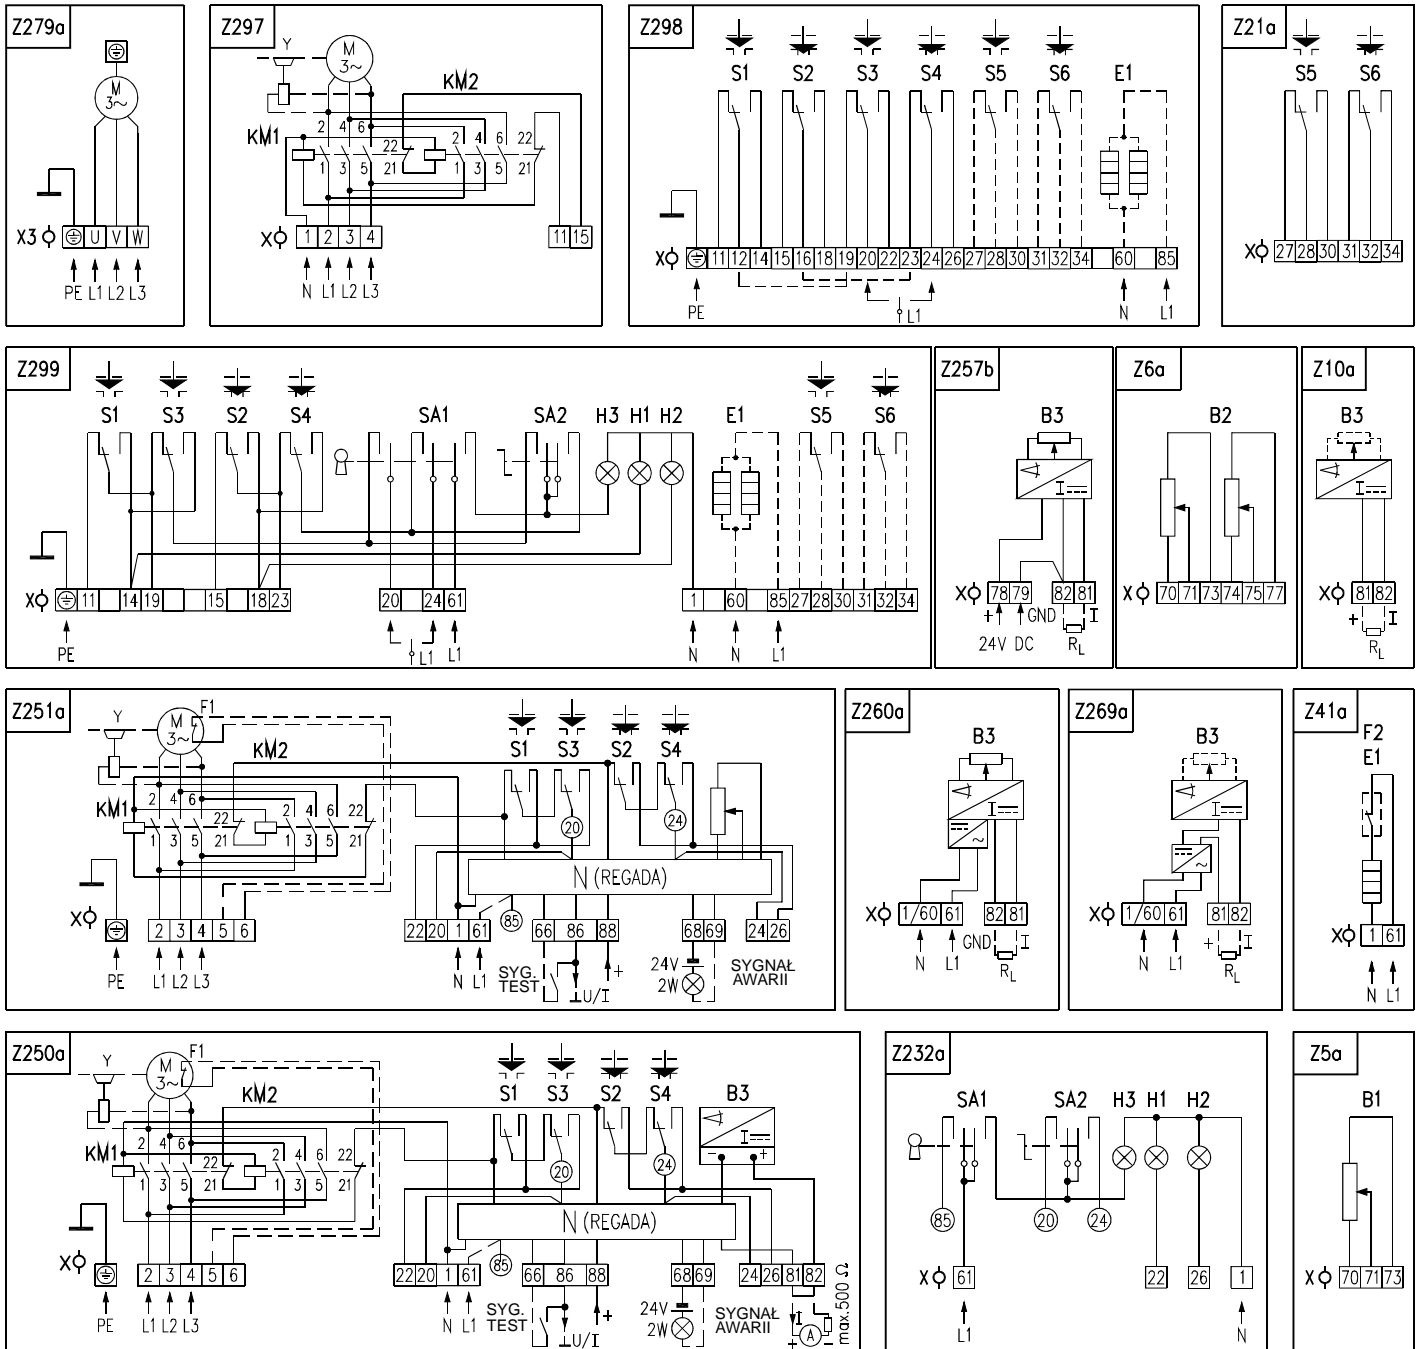 Z279a
M
3~
X3 U V W
PE L1 L2 L3
Z297
Y
M
3~
KM2
KM1
2 4 6 22 2 4 6 22
1 3 5 21 1 3 5 21
X 1 2 3 4 11 15
N L1 L2 L3
Z298
S1 S2 S3 S4 S5 S6 E1
X 11 12 14 15 16 18 19 20 22 23 24 26 27 28 30 31 32 34 60 85
PE L1 N L1
Z21a
S5 S6
X 27 28 30 31 32 34
Z299
S1 S3 S2 S4 SA1 SA2 H3 H1 H2 E1 S5 S6
X 11 14 19 15 18 23 20 24 61 1 60 85 27 28 30 31 32 34
PE L1 L1 N N L1
Z257b
B3
I
X 78 79 82 81
+ GND I
24V DC RL
Z6a
B2
X 70 71 73 74 75 77
Z10a
B3
I
X 81 82
+ I
RL
Z251a
Y
M
3~
F1
KM2
KM1
2 4 6 22 2 4 6 22
1 3 5 21 1 3 5 21
S1 S3 S2 S4
20 24
N (REGADA)
85
X 2 3 4 5 6 22 20 1 61 66 86 88 68 69 24 26
PE L1 L2 L3 N L1
SYG.
TEST
U/I
+
24V
2W
SYGNAŁ
AWARII
Z260a
B3
I
~
X 1/60 61 82 81
GND I
N L1 RL
Z269a
B3
I
~
X 1/60 61 81 82
+ I
N L1 RL
Z41a
F2
E1
X 1 61
N L1
Z250a
Y
M
3~
F1
KM2
KM1
2 4 6 22 2 4 6 22
1 3 5 21 1 3 5 21
S1 S3 S2 S4 B3
I
- +
20 24
N (REGADA)
85
X 2 3 4 5 6 22 20 1 61 66 86 88 68 69 24 26 81 82
PE L1 L2 L3 N L1
SYG.
TEST
U/I
+
24V
2W
SYGNAŁ
AWARII
I
A
+
max.500 Ω
Z232a
SA1 SA2 H3 H1 H2
85 20 24
X 61 22 26 1
L1 N
Z5a
B1
X 70 71 73